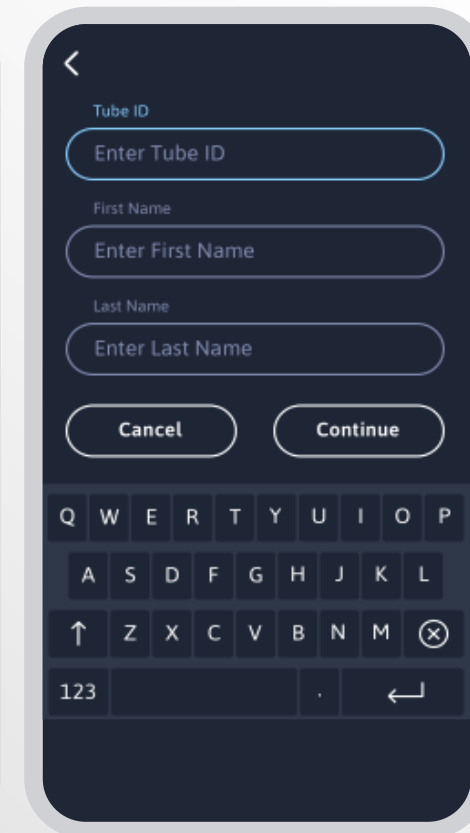 Tube ID
Enter Tube ID
First Name
Enter First Name
Last Name
Enter Last Name
Cancel Continue
Q W E R T Y U I O P
A S D F G H J K L
Z X C V B N M
123 .